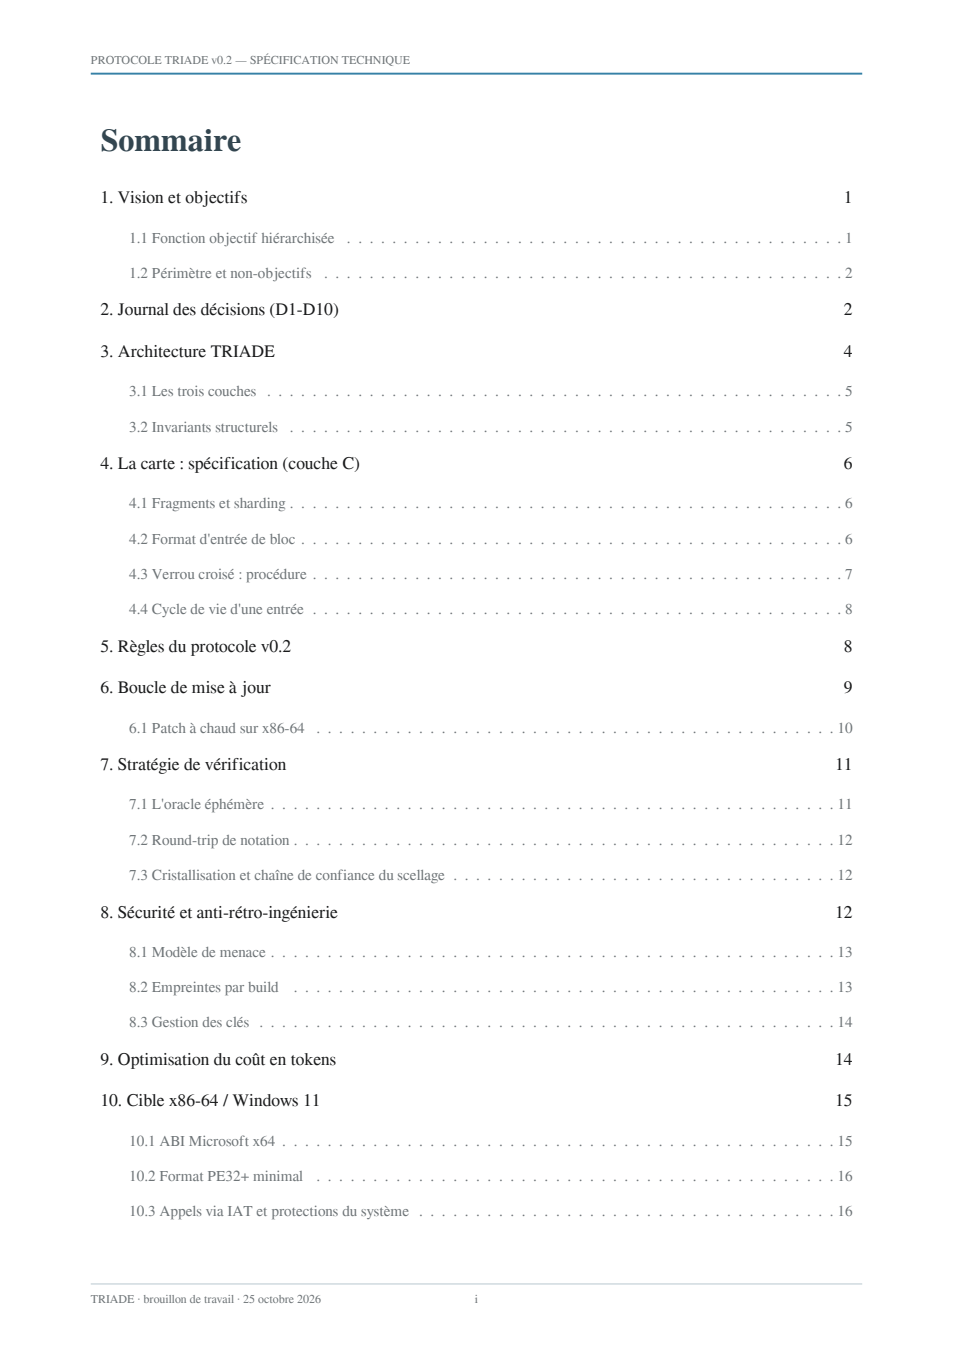 PROTOCOLE TRIADE v0.2 — SPÉCIFICATION TECHNIQUE
Sommaire
1. Vision et objectifs 1
1.1 Fonction objectif hiérarchisée . . . . . . . . . . . . . . . . . . . . . . . . . . . . . . . . . . . . . . . . . . . 1
1.2 Périmètre et non-objectifs . . . . . . . . . . . . . . . . . . . . . . . . . . . . . . . . . . . . . . . . . . . . . 2
2. Journal des décisions (D1-D10) 2
3. Architecture TRIADE 4
3.1 Les trois couches . . . . . . . . . . . . . . . . . . . . . . . . . . . . . . . . . . . . . . . . . . . . . . . . . . 5
3.2 Invariants structurels . . . . . . . . . . . . . . . . . . . . . . . . . . . . . . . . . . . . . . . . . . . . . . . . 5
4. La carte : spécification (couche C) 6
4.1 Fragments et sharding . . . . . . . . . . . . . . . . . . . . . . . . . . . . . . . . . . . . . . . . . . . . . . . . 6
4.2 Format d'entrée de bloc . . . . . . . . . . . . . . . . . . . . . . . . . . . . . . . . . . . . . . . . . . . . . . . 6
4.3 Verrou croisé : procédure . . . . . . . . . . . . . . . . . . . . . . . . . . . . . . . . . . . . . . . . . . . . . . 7
4.4 Cycle de vie d'une entrée . . . . . . . . . . . . . . . . . . . . . . . . . . . . . . . . . . . . . . . . . . . . . . 8
5. Règles du protocole v0.2 8
6. Boucle de mise à jour 9
6.1 Patch à chaud sur x86-64 . . . . . . . . . . . . . . . . . . . . . . . . . . . . . . . . . . . . . . . . . . . . . 10
7. Stratégie de vérification 11
7.1 L'oracle éphémère . . . . . . . . . . . . . . . . . . . . . . . . . . . . . . . . . . . . . . . . . . . . . . . . . 11
7.2 Round-trip de notation . . . . . . . . . . . . . . . . . . . . . . . . . . . . . . . . . . . . . . . . . . . . . . . 12
7.3 Cristallisation et chaîne de confiance du scellage . . . . . . . . . . . . . . . . . . . . . . . . . . . . . . . . . 12
8. Sécurité et anti-rétro-ingénierie 12
8.1 Modèle de menace . . . . . . . . . . . . . . . . . . . . . . . . . . . . . . . . . . . . . . . . . . . . . . . . . 13
8.2 Empreintes par build . . . . . . . . . . . . . . . . . . . . . . . . . . . . . . . . . . . . . . . . . . . . . . . 13
8.3 Gestion des clés . . . . . . . . . . . . . . . . . . . . . . . . . . . . . . . . . . . . . . . . . . . . . . . . . . 14
9. Optimisation du coût en tokens 14
10. Cible x86-64 / Windows 11 15
10.1 ABI Microsoft x64 . . . . . . . . . . . . . . . . . . . . . . . . . . . . . . . . . . . . . . . . . . . . . . . . 15
10.2 Format PE32+ minimal . . . . . . . . . . . . . . . . . . . . . . . . . . . . . . . . . . . . . . . . . . . . . 16
10.3 Appels via IAT et protections du système . . . . . . . . . . . . . . . . . . . . . . . . . . . . . . . . . . . . 16
TRIADE · brouillon de travail · 25 octobre 2026 i